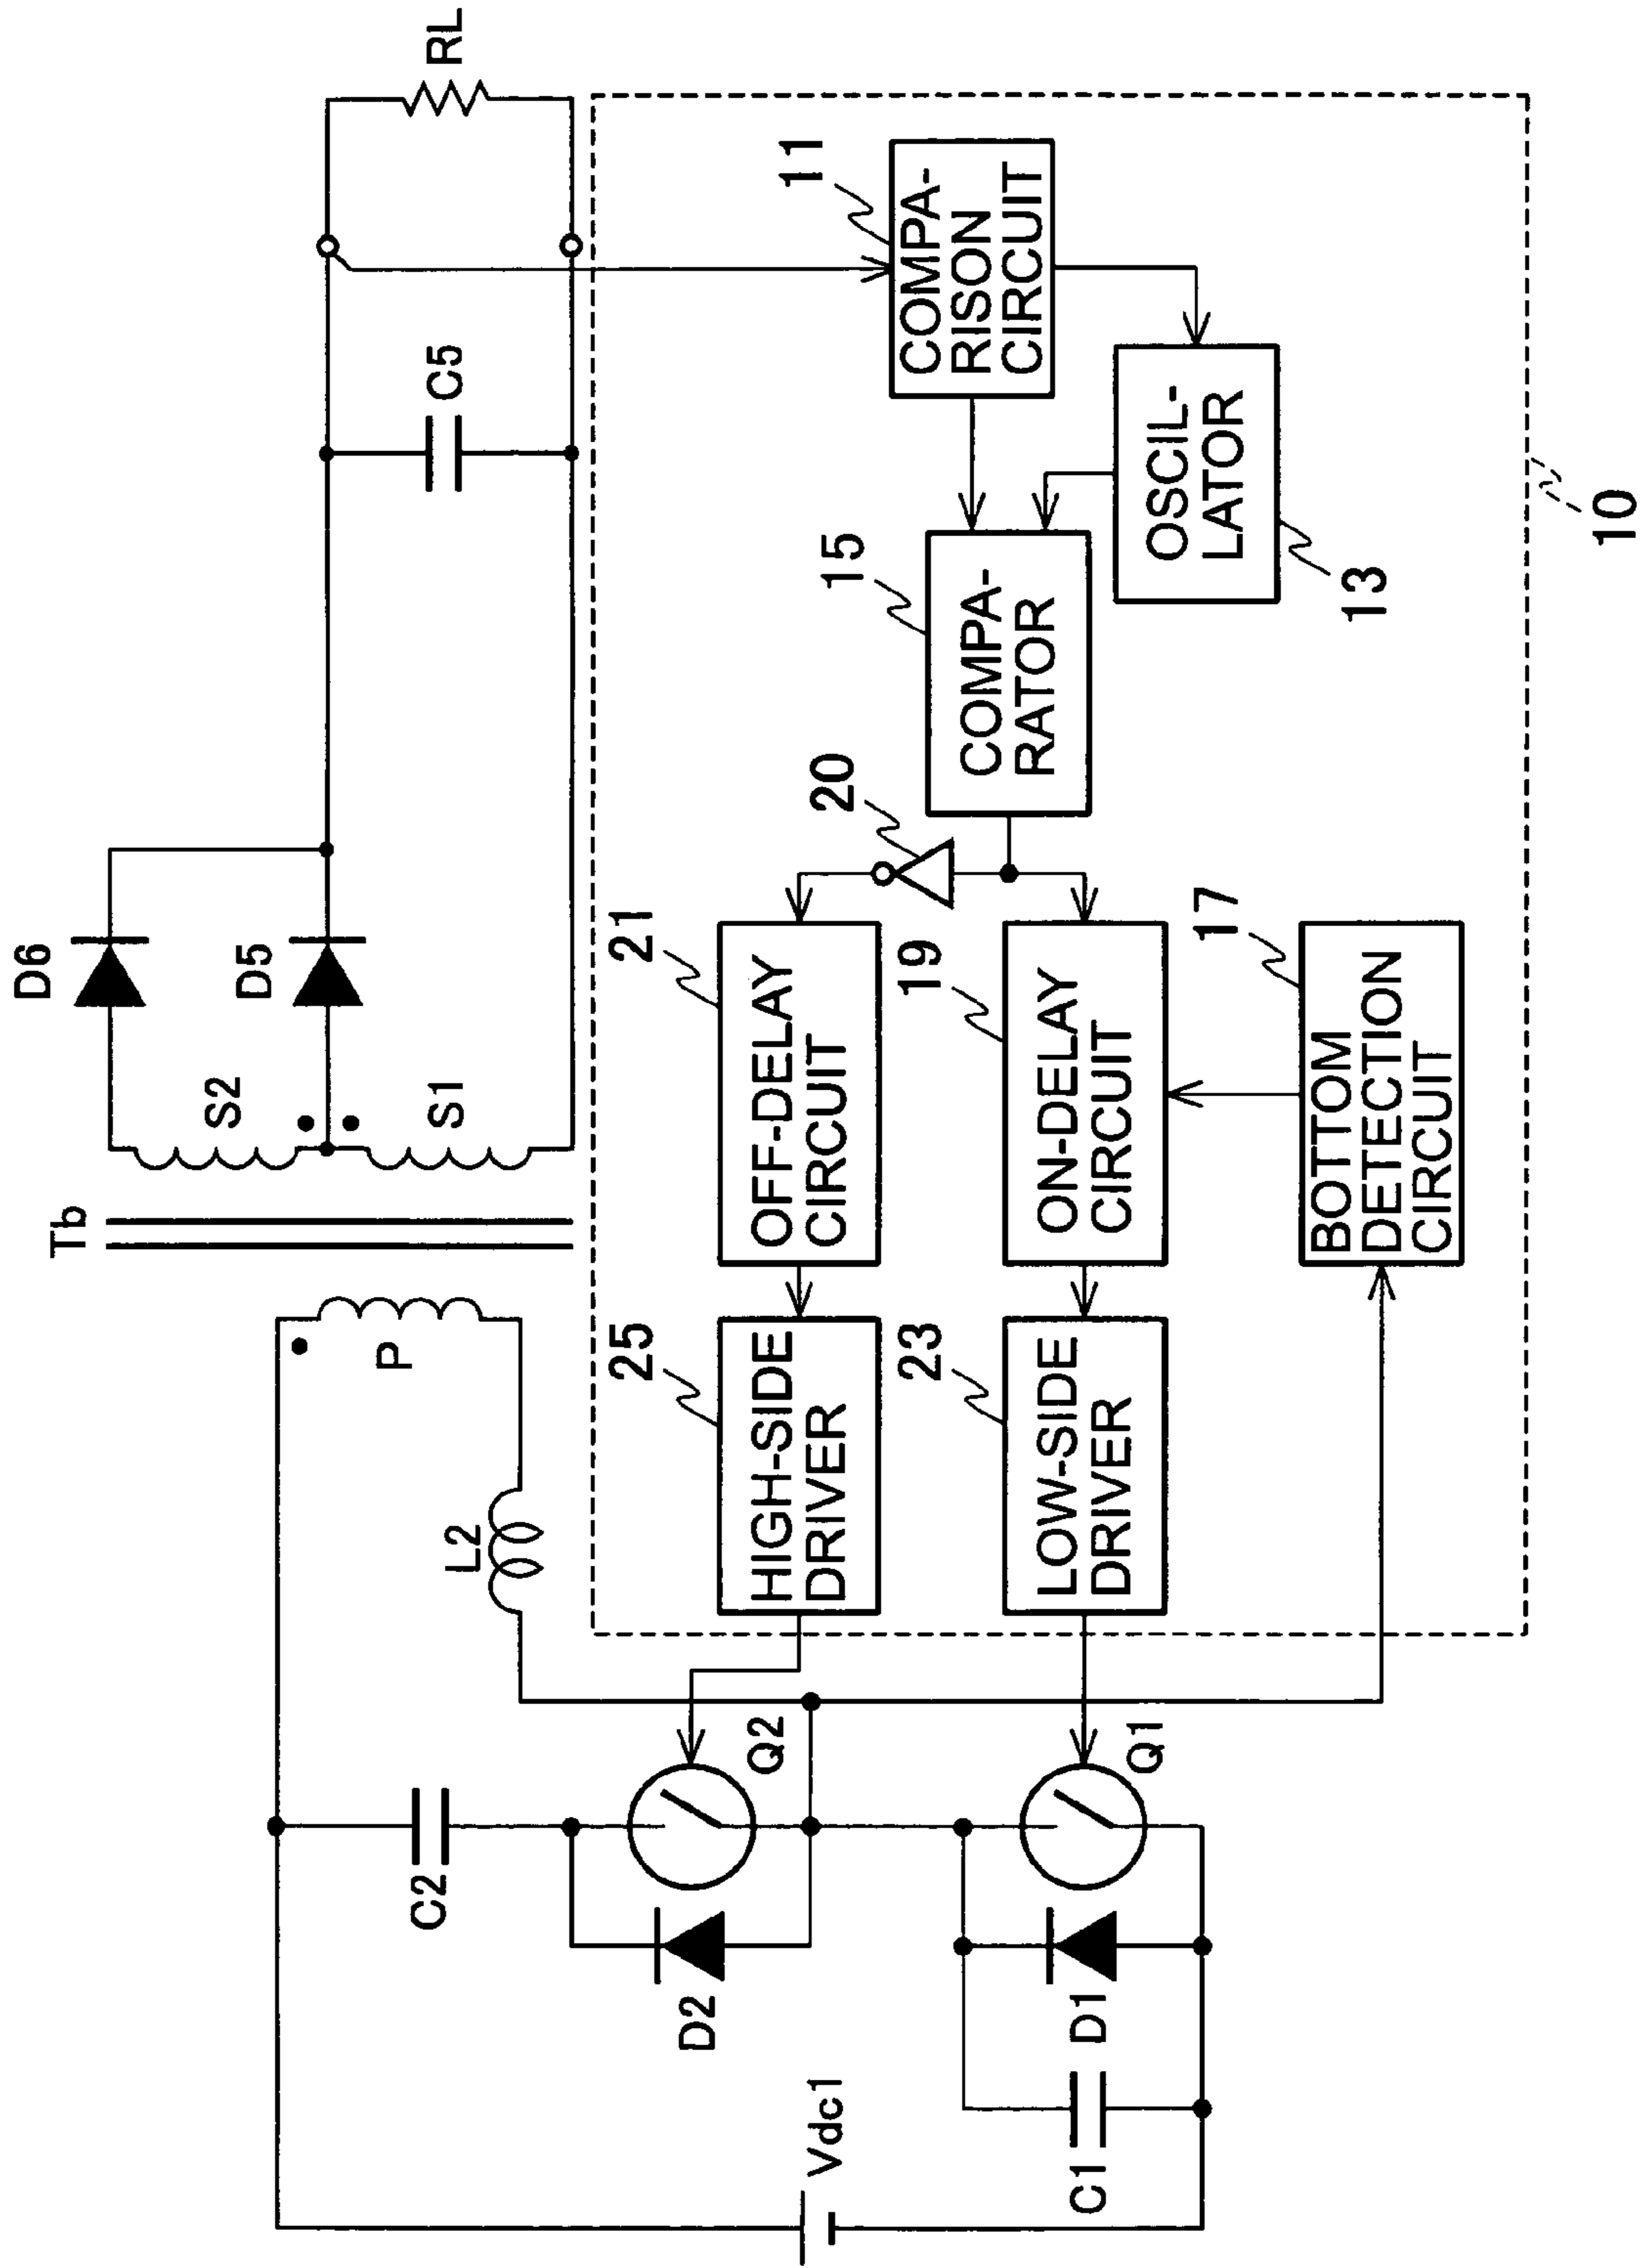 Tb
D6
S2
D5
S1
P
L2
C5
RL
C2
Q2
D2
Vdc1
C1
D1
Q1
10
11
COMPA-
RISON
CIRCUIT
OSCIL-
LATOR
13
15
COMPA-
RATOR
20
21
OFF-DELAY
CIRCUIT
19
ON-DELAY
CIRCUIT
17
BOTTOM
DETECTION
CIRCUIT
25
HIGH-SIDE
DRIVER
23
LOW-SIDE
DRIVER